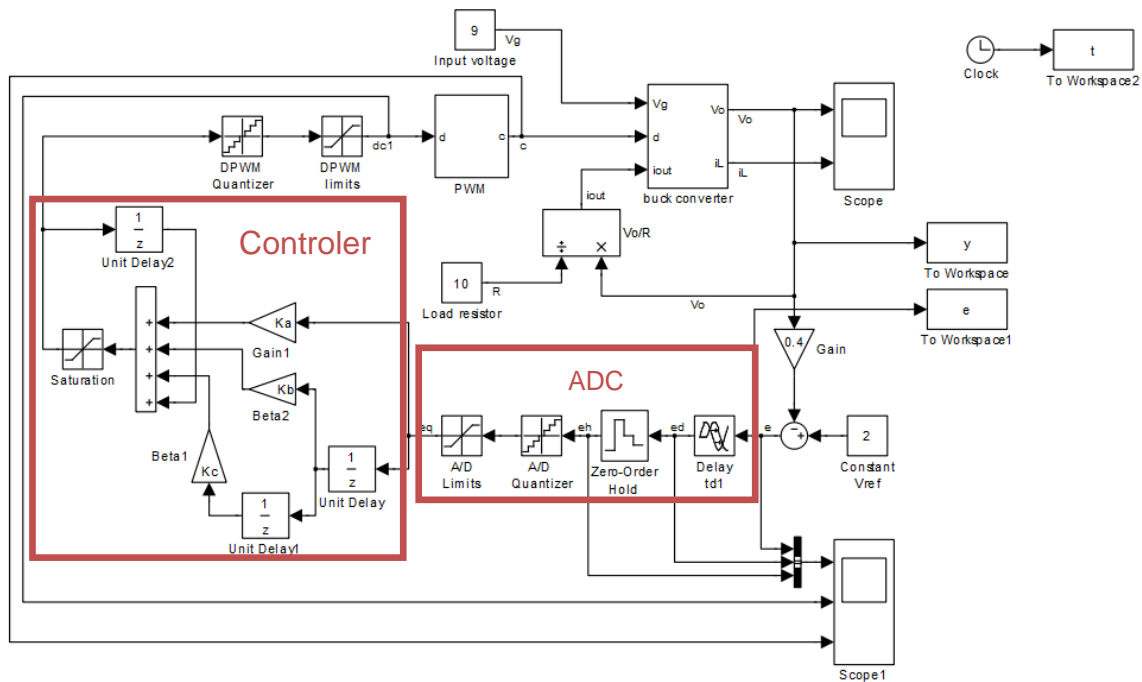 9
Vg
Input voltage
Clock
t
To Workspace2
DPWM
Quantizer
DPWM
limits
dc1
d
c
c
PWM
Vg
d
iout
Vo
iL
Vo
iL
buck converter
Scope
iout
÷
×
Vo/R
10
R
Load resistor
Vo
y
To Workspace
e
To Workspace1
0.4
Gain
Controler
1
z
Unit Delay2
+
+
+
+
Saturation
Ka
Gain1
Kb
Beta2
Beta1
Kc
1
z
Unit Delay1
1
z
Unit Delay
ADC
eq
A/D
Limits
A/D
Quantizer
eh
Zero-Order
Hold
ed
Delay
td1
e
−
+
2
Constant
Vref
Scope1